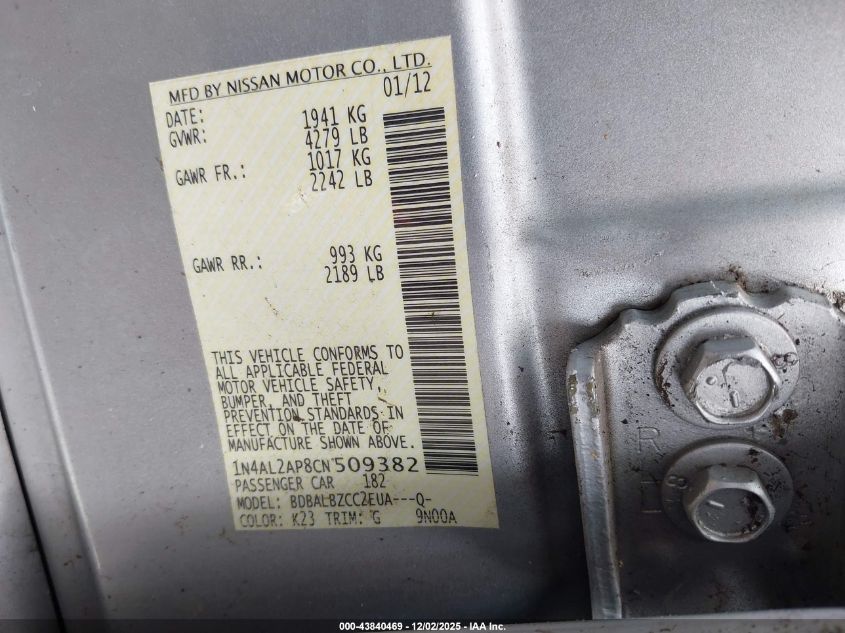 MFD BY NISSAN MOTOR CO., LTD.
DATE: 01/12
GVWR: 1941 KG
4279 LB
GAWR FR.: 1017 KG
2242 LB
GAWR RR.: 993 KG
2189 LB
THIS VEHICLE CONFORMS TO
ALL APPLICABLE FEDERAL
MOTOR VEHICLE SAFETY,
BUMPER, AND THEFT
PREVENTION STANDARDS IN
EFFECT ON THE DATE OF
MANUFACTURE SHOWN ABOVE.
1N4AL2AP8CN509382
PASSENGER CAR 182
MODEL: BDBALBZCC2EUA---Q-
COLOR: K23 TRIM: G 9N00A
R
8
000-43840469 - 12/02/2025 - IAA Inc.